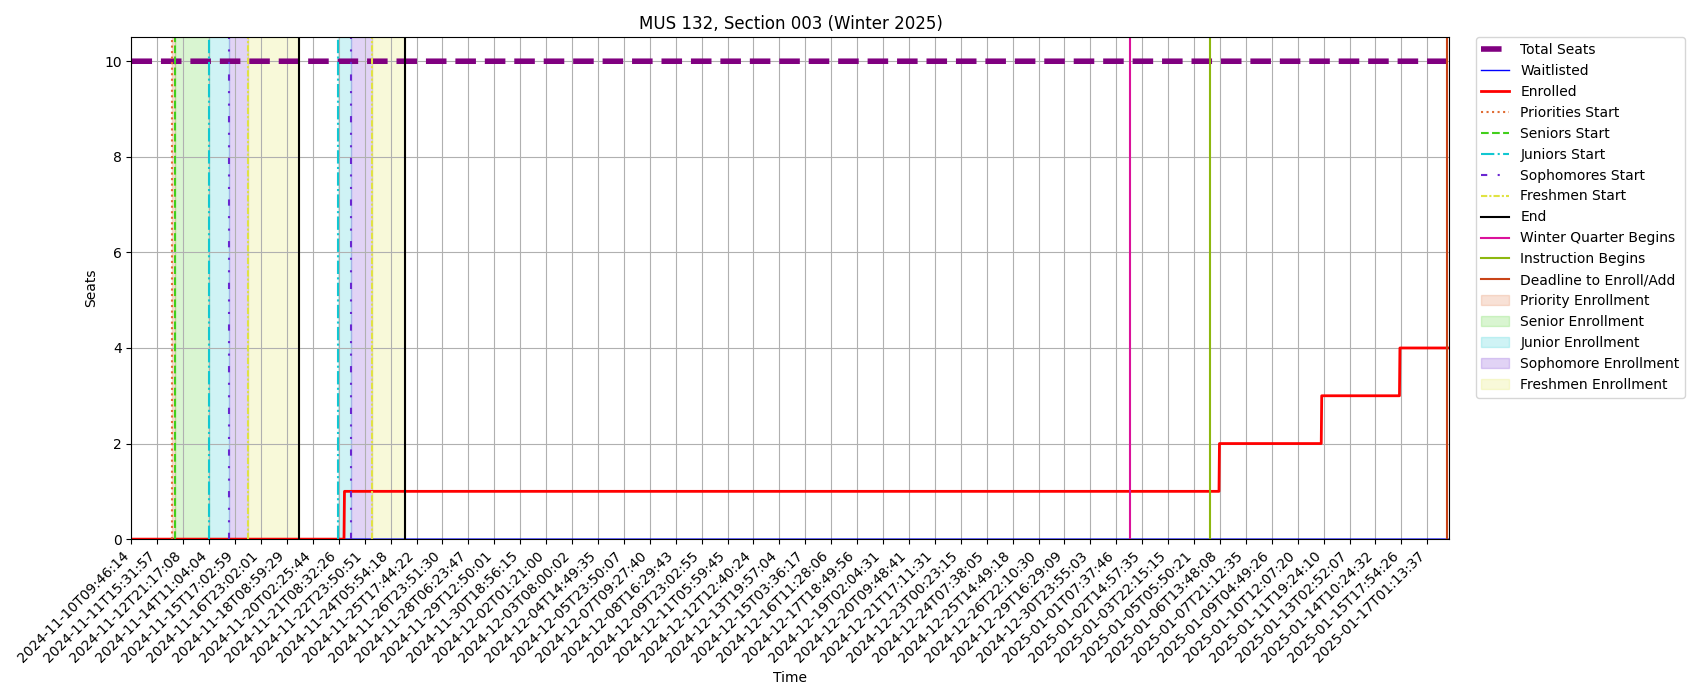 MUS 132, Section 003 (Winter 2025)
10
8
6
4
2
0
Seats
2024-11-10T09:46:14
2024-11-11T15:31:57
2024-11-12T21:17:08
2024-11-14T11:04:04
2024-11-15T17:02:59
2024-11-16T23:02:01
2024-11-18T08:59:29
2024-11-20T02:25:44
2024-11-21T08:32:26
2024-11-22T23:50:51
2024-11-24T05:54:18
2024-11-25T17:44:22
2024-11-26T23:51:30
2024-11-28T06:23:47
2024-11-29T12:50:01
2024-11-30T18:56:15
2024-12-02T01:21:00
2024-12-03T08:00:02
2024-12-04T14:49:35
2024-12-05T23:50:07
2024-12-07T09:27:40
2024-12-08T16:29:43
2024-12-09T23:02:55
2024-12-11T05:59:45
2024-12-12T12:40:24
2024-12-13T19:57:04
2024-12-15T03:36:17
2024-12-16T11:28:06
2024-12-17T18:49:56
2024-12-19T02:04:31
2024-12-20T09:48:41
2024-12-21T17:11:31
2024-12-23T00:23:15
2024-12-24T07:38:05
2024-12-25T14:49:18
2024-12-26T22:10:30
2024-12-29T16:29:09
2024-12-30T23:55:03
2025-01-01T07:37:46
2025-01-02T14:57:35
2025-01-03T22:15:15
2025-01-05T05:50:21
2025-01-06T13:48:08
2025-01-07T21:12:35
2025-01-09T04:49:26
2025-01-10T12:07:20
2025-01-11T19:24:10
2025-01-13T02:52:07
2025-01-14T10:24:32
2025-01-15T17:54:26
2025-01-17T01:13:37
Time
Total Seats
Waitlisted
Enrolled
Priorities Start
Seniors Start
Juniors Start
Sophomores Start
Freshmen Start
End
Winter Quarter Begins
Instruction Begins
Deadline to Enroll/Add
Priority Enrollment
Senior Enrollment
Junior Enrollment
Sophomore Enrollment
Freshmen Enrollment